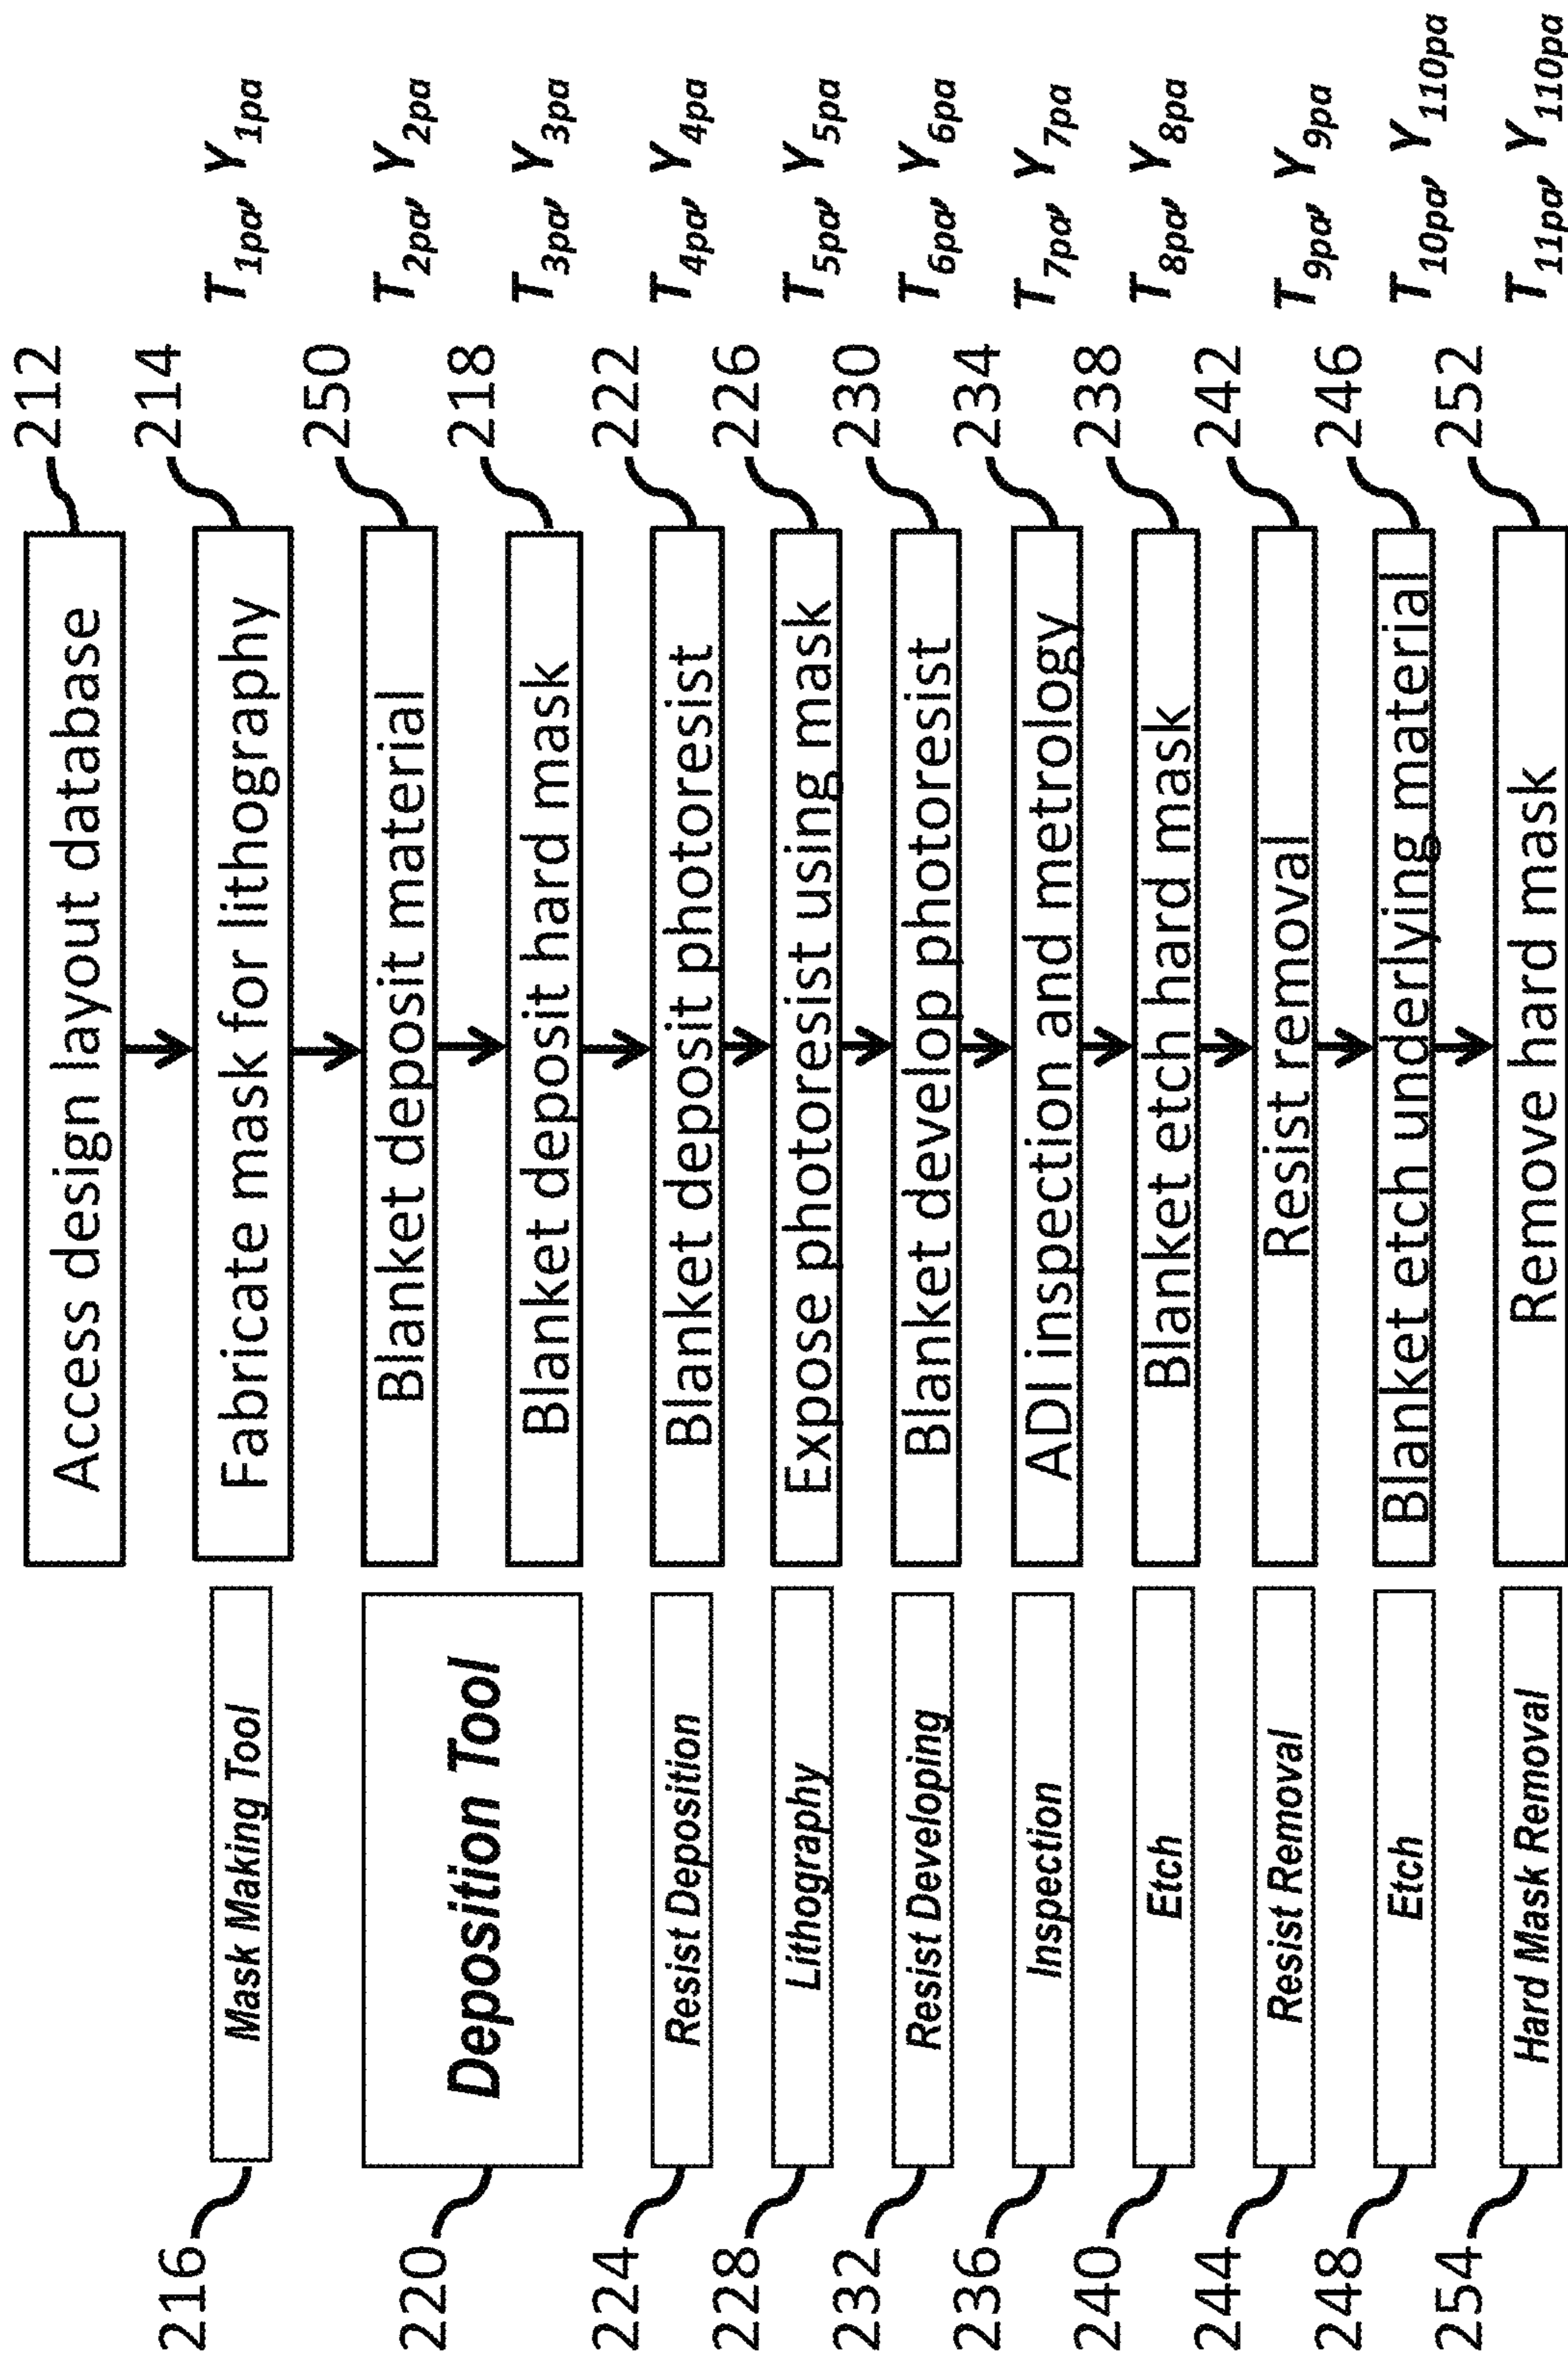 Access design layout database 212
216 Mask Making Tool Fabricate mask for lithography 214 T1pa, Y1pa
220 Deposition Tool Blanket deposit material 250 T2pa, Y2pa
Blanket deposit hard mask 218 T3pa, Y3pa
224 Resist Deposition Blanket deposit photoresist 222 T4pa, Y4pa
228 Lithography Expose photoresist using mask 226 T5pa, Y5pa
232 Resist Developing Blanket develop photoresist 230 T6pa, Y6pa
236 Inspection ADI inspection and metrology 234 T7pa, Y7pa
240 Etch Blanket etch hard mask 238 T8pa, Y8pa
244 Resist Removal Resist removal 242 T9pa, Y9pa
248 Etch Blanket etch underlying material 246 T10pa, Y110pa
254 Hard Mask Removal Remove hard mask 252 T11pa, Y110pa